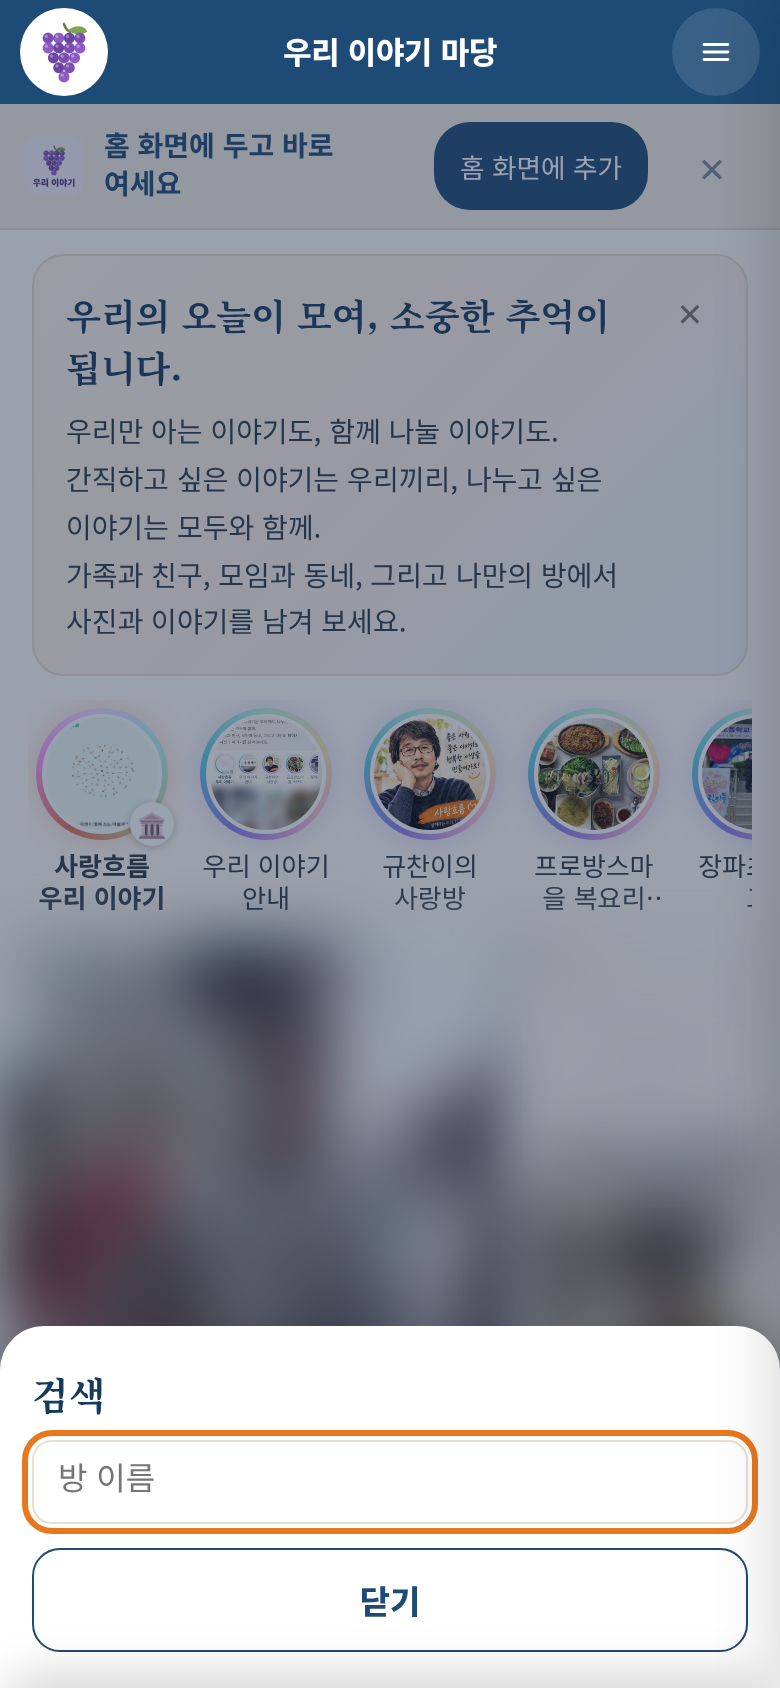 우리 이야기 마당
우리 이야기
홈 화면에 두고 바로
여세요
홈 화면에 추가
우리의 오늘이 모여, 소중한 추억이
됩니다.
우리만 아는 이야기도, 함께 나눌 이야기도.
간직하고 싶은 이야기는 우리끼리, 나누고 싶은
이야기는 모두와 함께.
가족과 친구, 모임과 동네, 그리고 나만의 방에서
사진과 이야기를 남겨 보세요.
사랑흐름
우리 이야기
우리 이야기
안내
규찬이의
사랑방
프로방스마
을 복요리··
장파
검색
방 이름
닫기